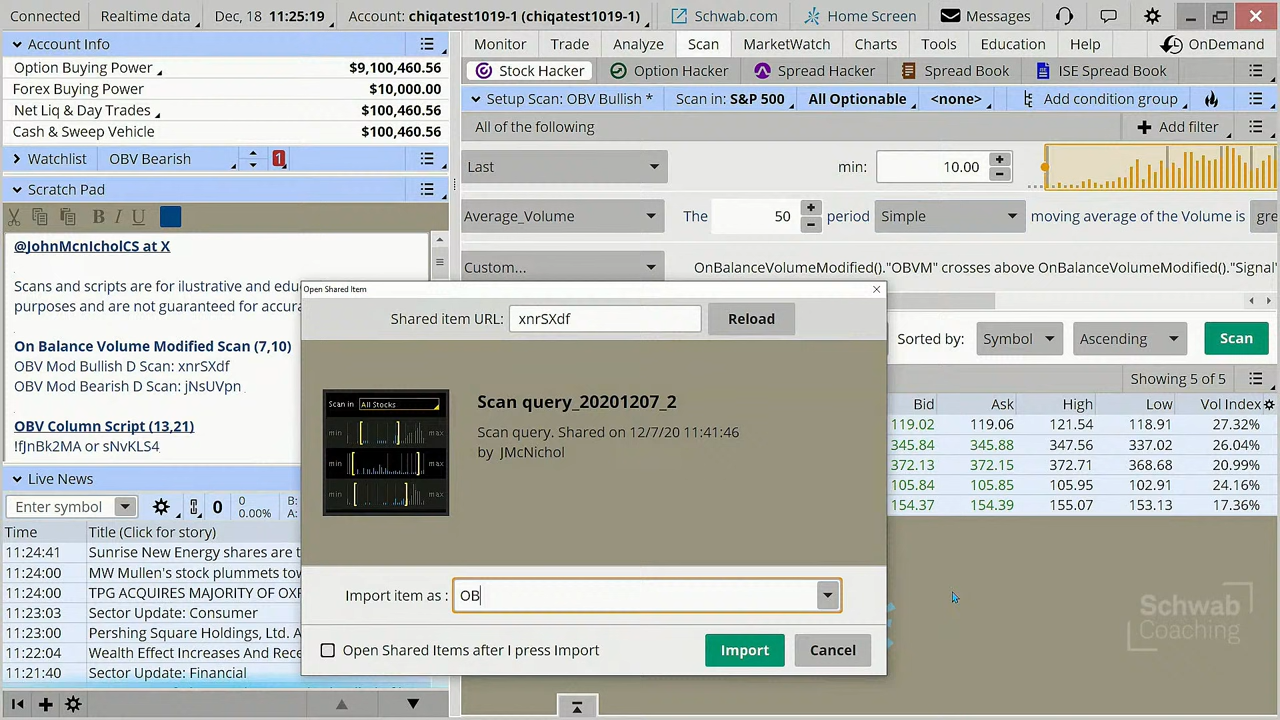 Connected Realtime data Dec, 18 11:25:19 Account: chiqatest1019-1 (chiqatest1019-1) Schwab.com Home Screen Messages
Account Info
Option Buying Power $9,100,460.56
Forex Buying Power $10,000.00
Net Liq & Day Trades $100,460.56
Cash & Sweep Vehicle $100,460.56
Watchlist OBV Bearish 1
Scratch Pad
B I U
@JohnMcnIcholCS at X
Scans and scripts are for ilustrative and edu
purposes and are not guaranteed for accura
On Balance Volume Modified Scan (7,10)
OBV Mod Bullish D Scan: xnrSXdf
OBV Mod Bearish D Scan: jNsUVpn
OBV Column Script (13,21)
!fJnBk2MA or sNvKLS4
Live News
Enter symbol 0 0 0.00% B: A:
Time Title (Click for story)
11:24:41 Sunrise New Energy shares are t
11:24:00 MW Mullen's stock plummets tow
11:24:00 TPG ACQUIRES MAJORITY OF OXF
11:23:03 Sector Update: Consumer
11:23:00 Pershing Square Holdings, Ltd. A
11:22:04 Wealth Effect Increases And Rece
11:21:40 Sector Update: Financial
Monitor Trade Analyze Scan MarketWatch Charts Tools Education Help OnDemand
Stock Hacker Option Hacker Spread Hacker Spread Book ISE Spread Book
Setup Scan: OBV Bullish * Scan in: S&P 500 All Optionable <none> Add condition group
All of the following Add filter
Last min: 10.00
Average_Volume The 50 period Simple moving average of the Volume is gre
Custom... OnBalanceVolumeModified()."OBVM" crosses above OnBalanceVolumeModified()."Signal"
Sorted by: Symbol Ascending Scan
Showing 5 of 5
Bid Ask High Low Vol Index
119.02 119.06 121.54 118.91 27.32%
345.84 345.88 347.56 337.02 26.04%
372.13 372.15 372.71 368.68 20.99%
105.84 105.85 105.95 102.91 24.16%
154.37 154.39 155.07 153.13 17.36%
Open Shared Item
Shared item URL: xnrSXdf Reload
Scan in All Stocks
min max
min max
min max
Scan query_20201207_2
Scan query. Shared on 12/7/20 11:41:46
by JMcNichol
Import item as : OB
Open Shared Items after I press Import Import Cancel
Schwab
Coaching